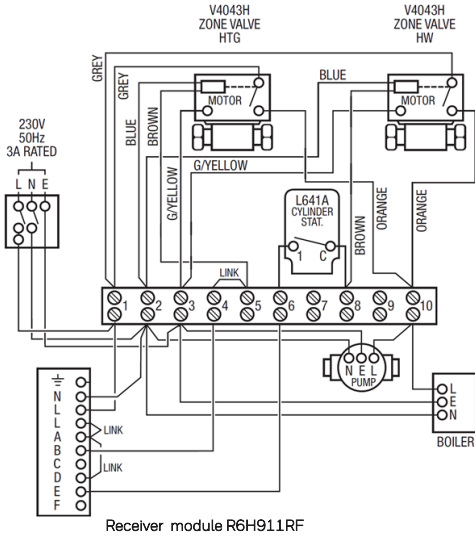 V4043H
ZONE VALVE
HTG
V4043H
ZONE VALVE
HW
GREY
GREY
BLUE
BROWN
G/YELLOW
MOTOR
BLUE
MOTOR
230V
50Hz
3A RATED
L N E
L641A
CYLINDER
STAT.
1 C
BROWN
ORANGE
ORANGE
LINK
1 2 3 4 5 6 7 8 9 10
N E L
PUMP
L
E
N
BOILER
N
L
L
A
B
C
D
E
F
LINK
LINK
Receiver module R6H911RF